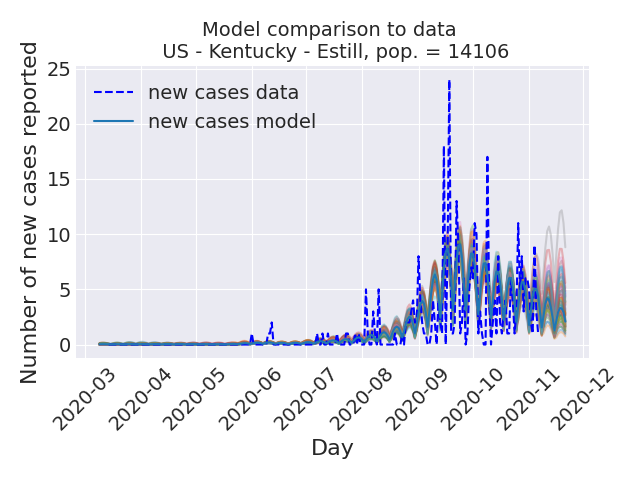 Model comparison to data
US - Kentucky - Estill, pop. = 14106
Number of new cases reported
25
20
15
10
5
0
new cases data
new cases model
2020-03
2020-04
2020-05
2020-06
2020-07
2020-08
2020-09
2020-10
2020-11
2020-12
Day